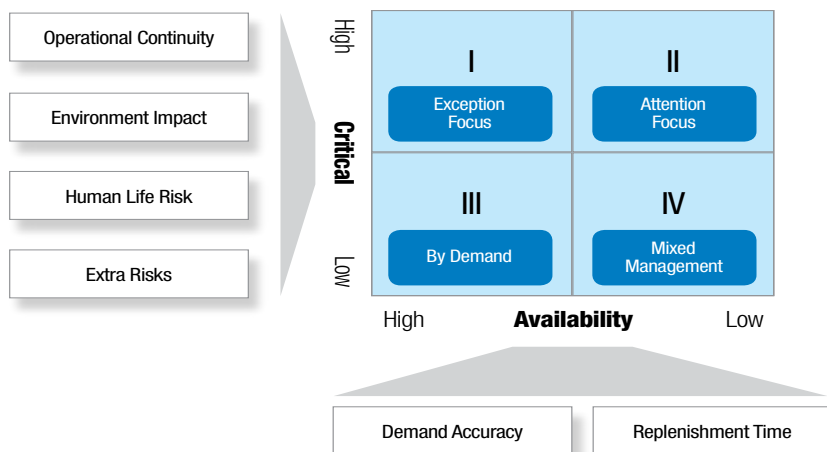 Operational Continuity
Environment Impact
Human Life Risk
Extra Risks
High
Critical
Low
I
Exception
Focus
II
Attention
Focus
III
By Demand
IV
Mixed
Management
High
Availability
Low
Demand Accuracy
Replenishment Time